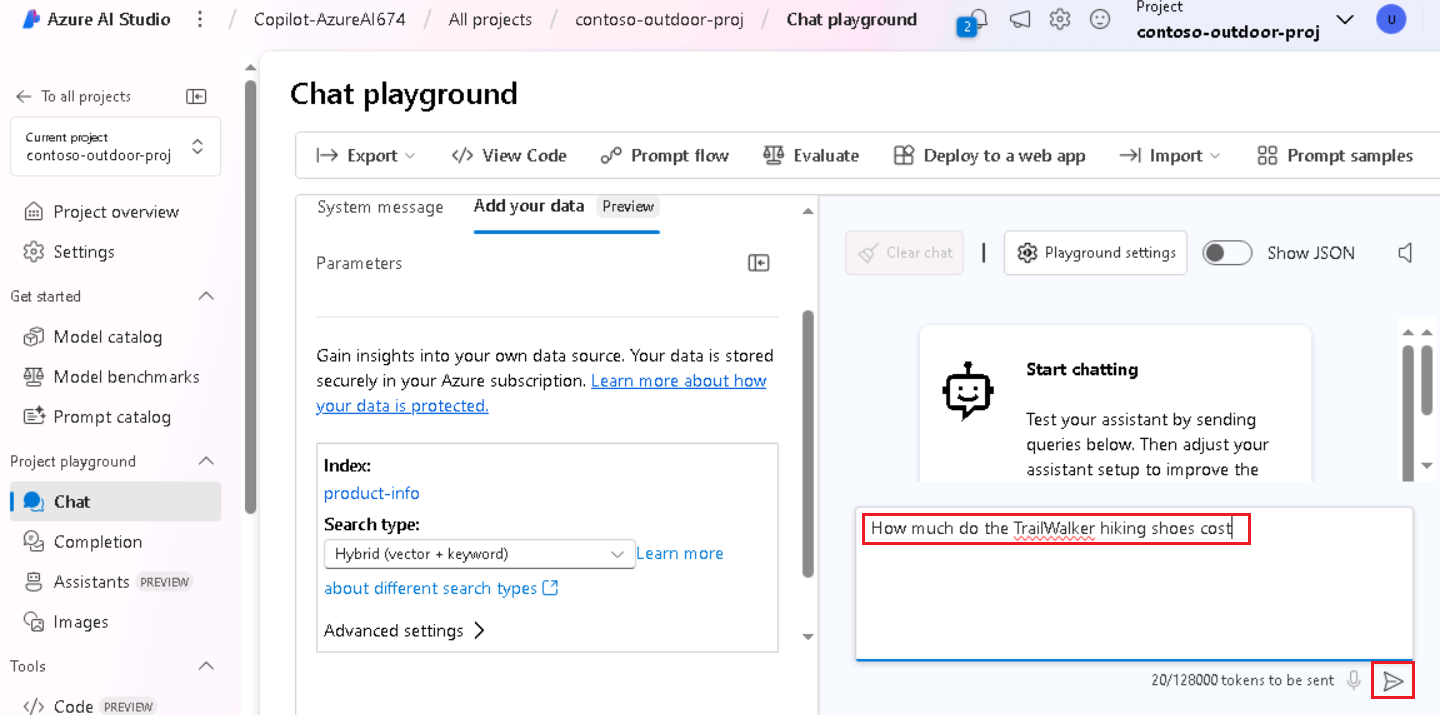 Azure AI Studio / Copilot-AzureAI674 / All projects / contoso-outdoor-proj / Chat playground
2
Project
contoso-outdoor-proj
U
To all projects
Current project
contoso-outdoor-proj
Project overview
Settings
Get started
Model catalog
Model benchmarks
Prompt catalog
Project playground
Chat
Completion
Assistants PREVIEW
Images
Tools
Code PREVIEW
Chat playground
Export
View Code
Prompt flow
Evaluate
Deploy to a web app
Import
Prompt samples
System message
Add your data Preview
Parameters
Gain insights into your own data source. Your data is stored
securely in your Azure subscription. Learn more about how
your data is protected.
Index:
product-info
Search type:
Hybrid (vector + keyword) Learn more
about different search types
Advanced settings
Clear chat
Playground settings
Show JSON
Start chatting
Test your assistant by sending
queries below. Then adjust your
assistant setup to improve the
How much do the TrailWalker hiking shoes cost
20/128000 tokens to be sent